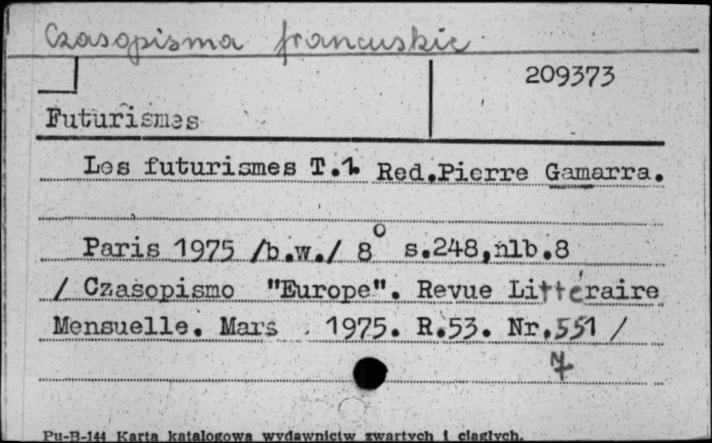 Czasopisma francuskie
209373
Futurismes
Les futurismes T.1. Red.Pierre Gamarra.
Paris 1975 /b.w./ 8° s.248,nlb.8
/ Czasopismo "Europe". Revue Littéraire
Mensuelle. Mars 1975. R.53. Nr.551 /
7
Pu-B-144 Karta katalogowa wydawnictw zwartych i ciągłych.